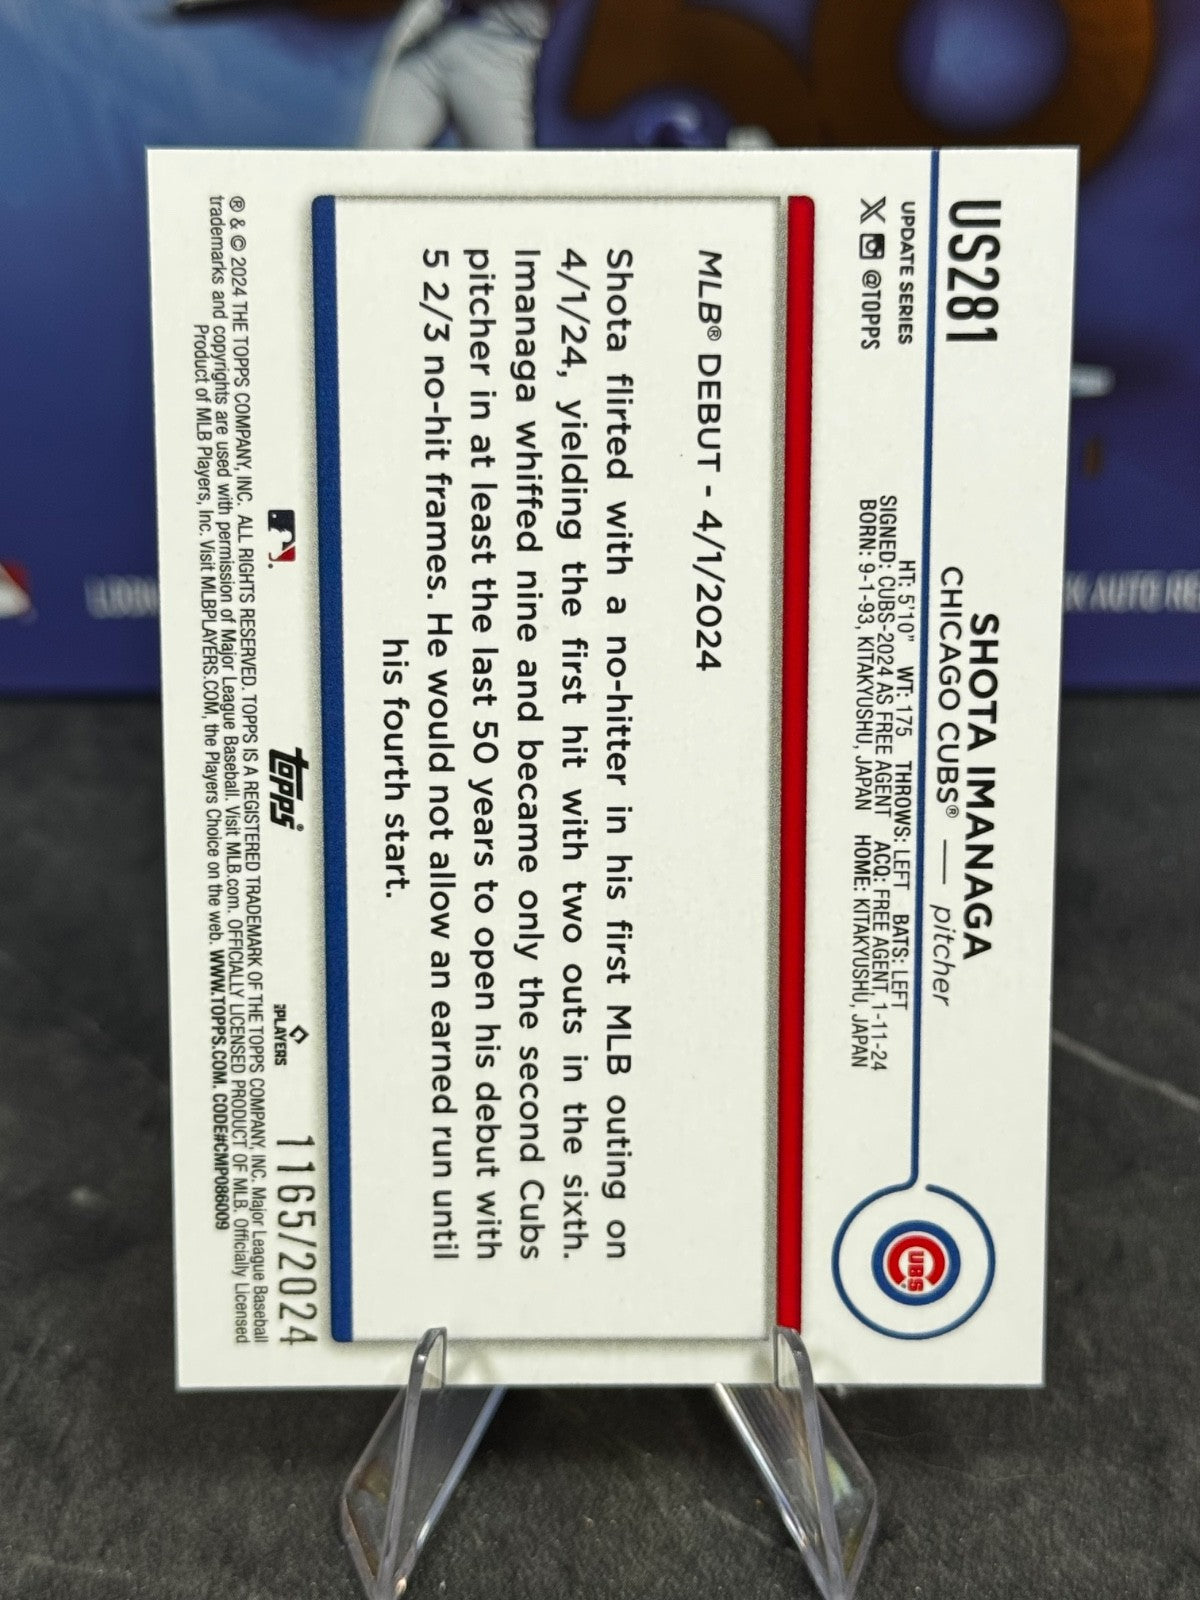 US281
UPDATE SERIES
@TOPPS
SHOTA IMANAGA
CHICAGO CUBS® — pitcher
HT: 5'10" WT: 175 THROWS: LEFT BATS: LEFT
SIGNED: CUBS-2024 AS FREE AGENT ACQ: FREE AGENT, 1-11-24
BORN: 9-1-93, KITAKYUSHU, JAPAN HOME: KITAKYUSHU, JAPAN
CUBS
MLB® DEBUT - 4/1/2024
Shota flirted with a no-hitter in his first MLB outing on
4/1/24, yielding the first hit with two outs in the sixth.
Imanaga whiffed nine and became only the second Cubs
pitcher in at least the last 50 years to open his debut with
5 2/3 no-hit frames. He would not allow an earned run until
his fourth start.
topps®
PLAYERS
1165/2024
® & © 2024 THE TOPPS COMPANY, INC. ALL RIGHTS RESERVED. TOPPS IS A REGISTERED TRADEMARK OF THE TOPPS COMPANY, INC. Major League Baseball
trademarks and copyrights are used with permission of Major League Baseball. Visit MLB.com. OFFICIALLY LICENSED PRODUCT OF MLB. Officially Licensed
Product of MLB Players, Inc. Visit MLBPLAYERS.COM, the Players Choice on the web. WWW.TOPPS.COM. CODE#CMP086009
AUTO